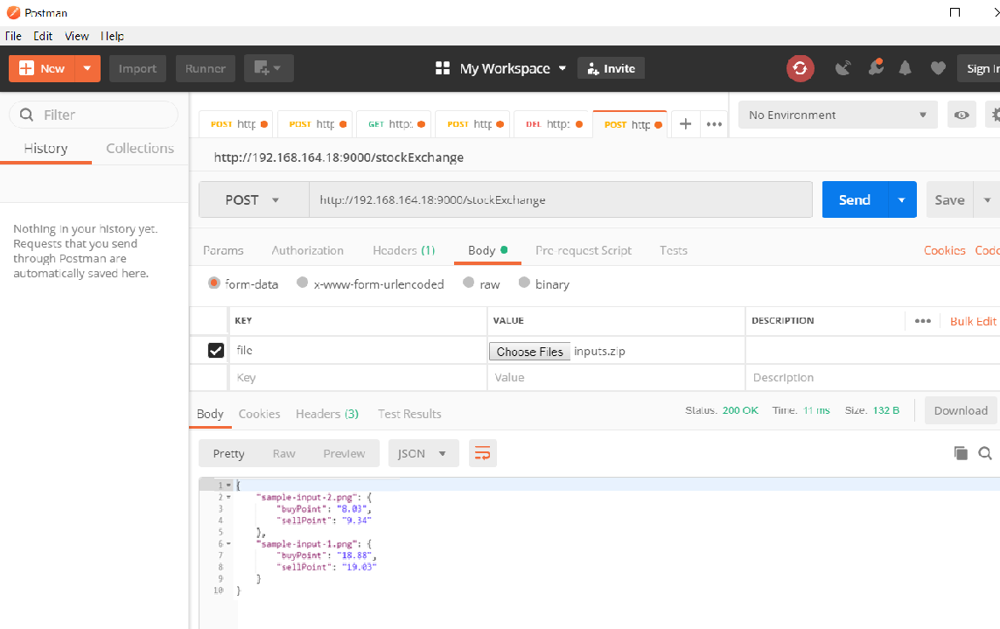 Postman
File Edit View Help
New Import Runner My Workspace Invite Sign In
Filter
History Collections
Nothing in your history yet.
Requests that you send
through Postman are
automatically saved here.
POST http POST http GET http: POST http DEL http: POST http
No Environment
http://192.168.164.18:9000/stockExchange
POST http://192.168.164.18:9000/stockExchange Send Save
Params Authorization Headers (1) Body Pre-request Script Tests Cookies Code
form-data x-www-form-urlencoded raw binary
KEY VALUE DESCRIPTION Bulk Edit
file Choose Files inputs.zip
Key Value Description
Body Cookies Headers (3) Test Results Status: 200 OK Time: 11 ms Size: 132 B Download
Pretty Raw Preview JSON
1 {
2 "sample-input-2.png": {
3 "buyPoint": "8.03",
4 "sellPoint": "9.34"
5 },
6 "sample-input-1.png": {
7 "buyPoint": "18.88",
8 "sellPoint": "19.03"
9 }
10 }